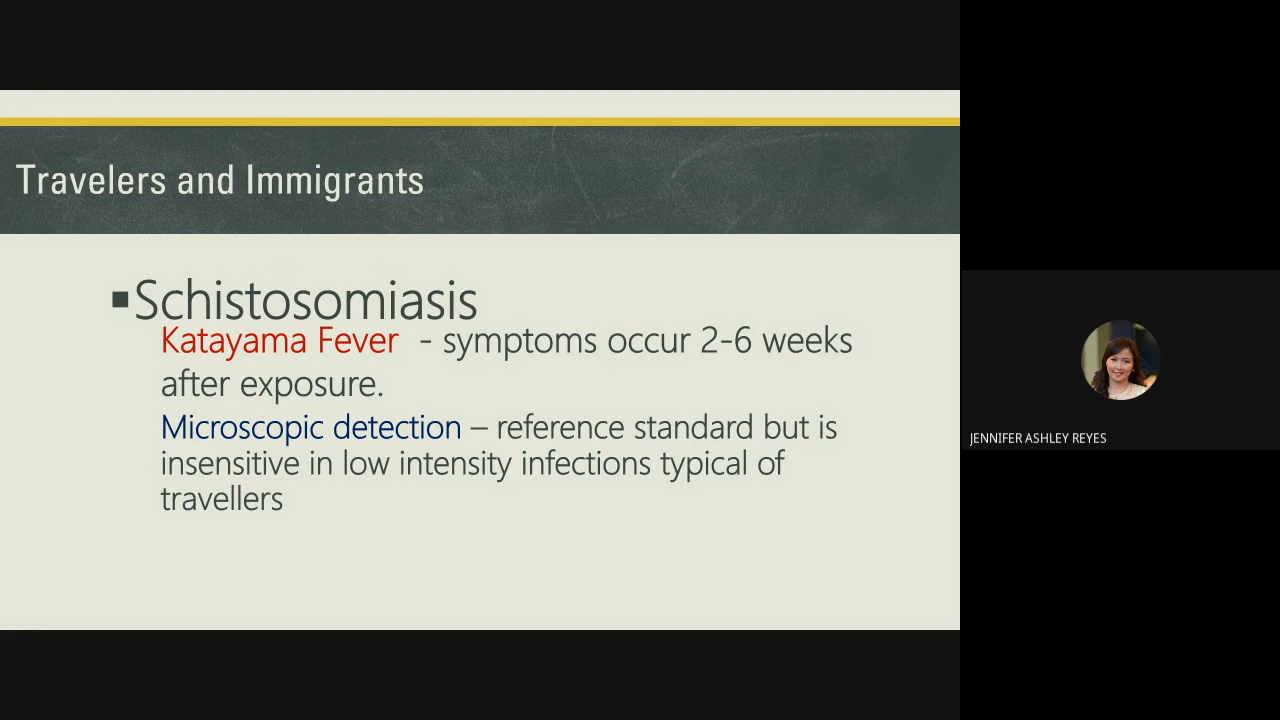 Travelers and Immigrants
▪Schistosomiasis
Katayama Fever - symptoms occur 2-6 weeks
after exposure.
Microscopic detection – reference standard but is
insensitive in low intensity infections typical of
travellers
JENNIFER ASHLEY REYES